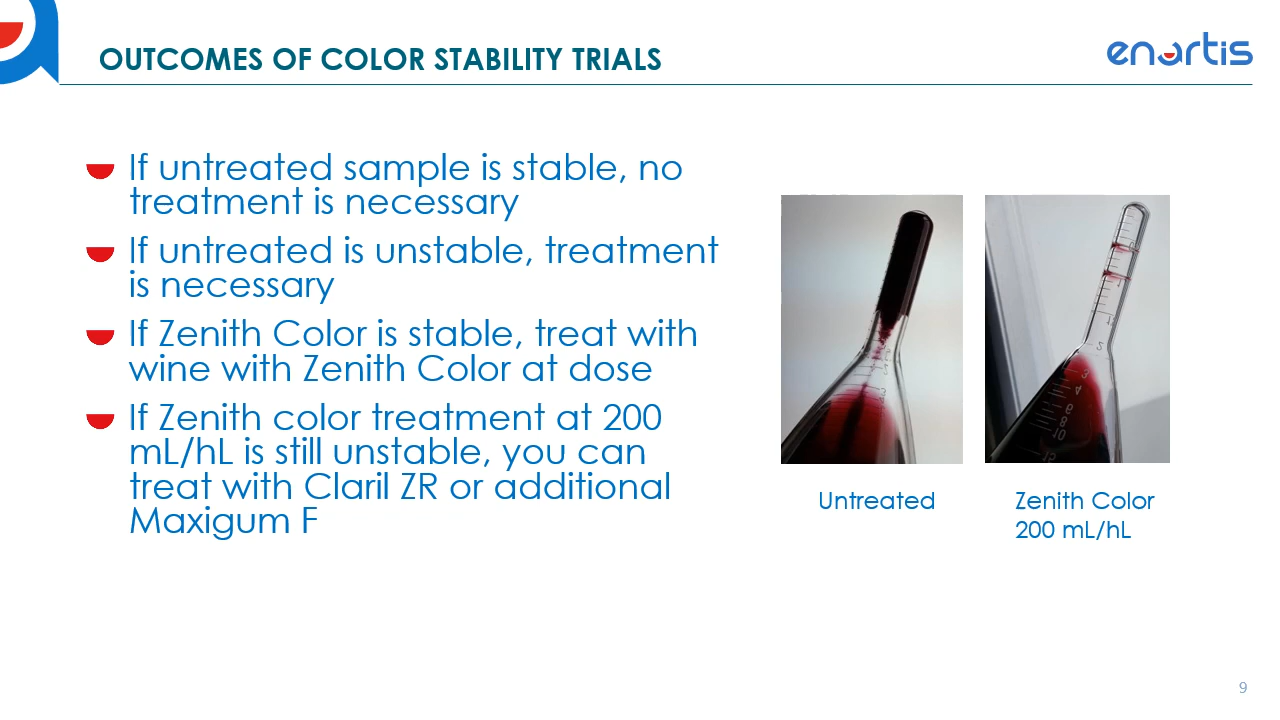 OUTCOMES OF COLOR STABILITY TRIALS
enartis
If untreated sample is stable, no
treatment is necessary
If untreated is unstable, treatment
is necessary
If Zenith Color is stable, treat with
wine with Zenith Color at dose
If Zenith color treatment at 200
mL/hL is still unstable, you can
treat with Claril ZR or additional
Maxigum F
Untreated
Zenith Color
200 mL/hL
9